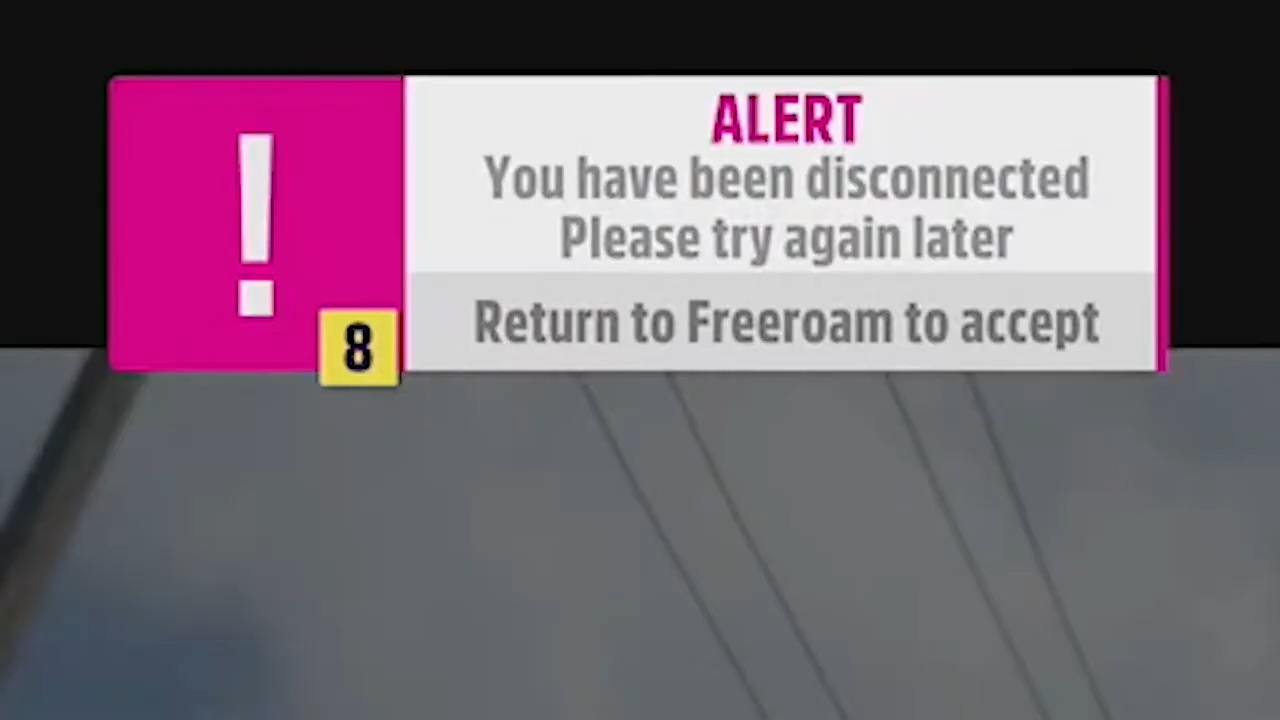 !
ALERT
You have been disconnected
Please try again later
8
Return to Freeroam to accept